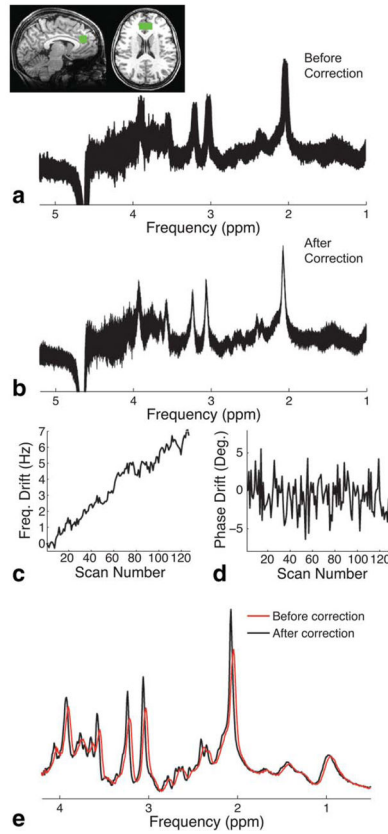 Before
Correction
a
5 4 3 2 1
Frequency (ppm)
After
Correction
b
5 4 3 2 1
Frequency (ppm)
Freq. Drift (Hz)
7
6
5
4
3
2
1
0
20 40 60 80 100 120
Scan Number
c
Phase Drift (Deg.)
5
0
-5
20 40 60 80 100 120
Scan Number
d
Before correction
After correction
4 3 2 1
Frequency (ppm)
e